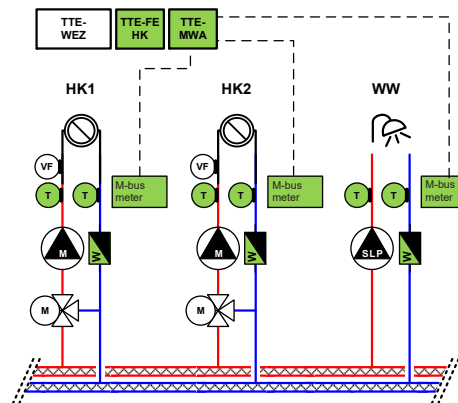 TTE-
WEZ
TTE-FE
HK
TTE-
MWA
HK1
HK2
WW
VF
VF
T
T
M-bus
meter
T
T
M-bus
meter
T
T
M-bus
meter
M
W
M
W
SLP
W
M
M